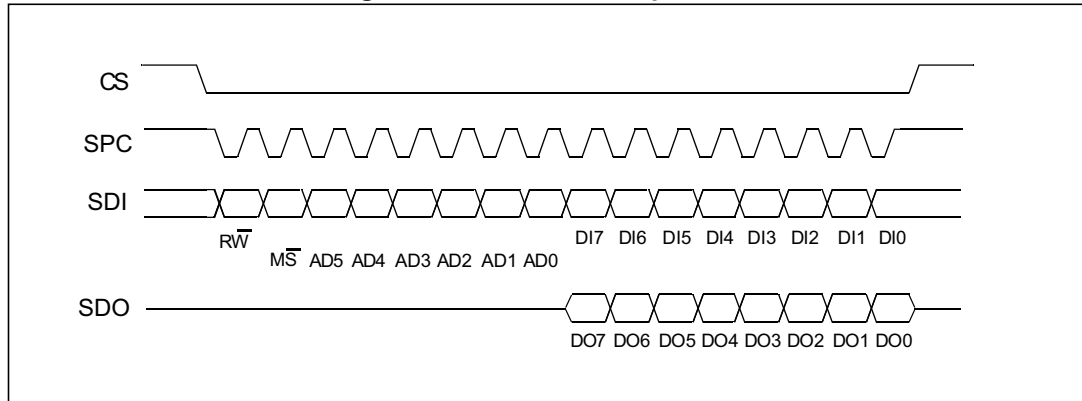 CS
SPC
SDI
RW̅
MS̅ AD5 AD4 AD3 AD2 AD1 AD0
DI7 DI6 DI5 DI4 DI3 DI2 DI1 DI0
SDO
DO7 DO6 DO5 DO4 DO3 DO2 DO1 DO0